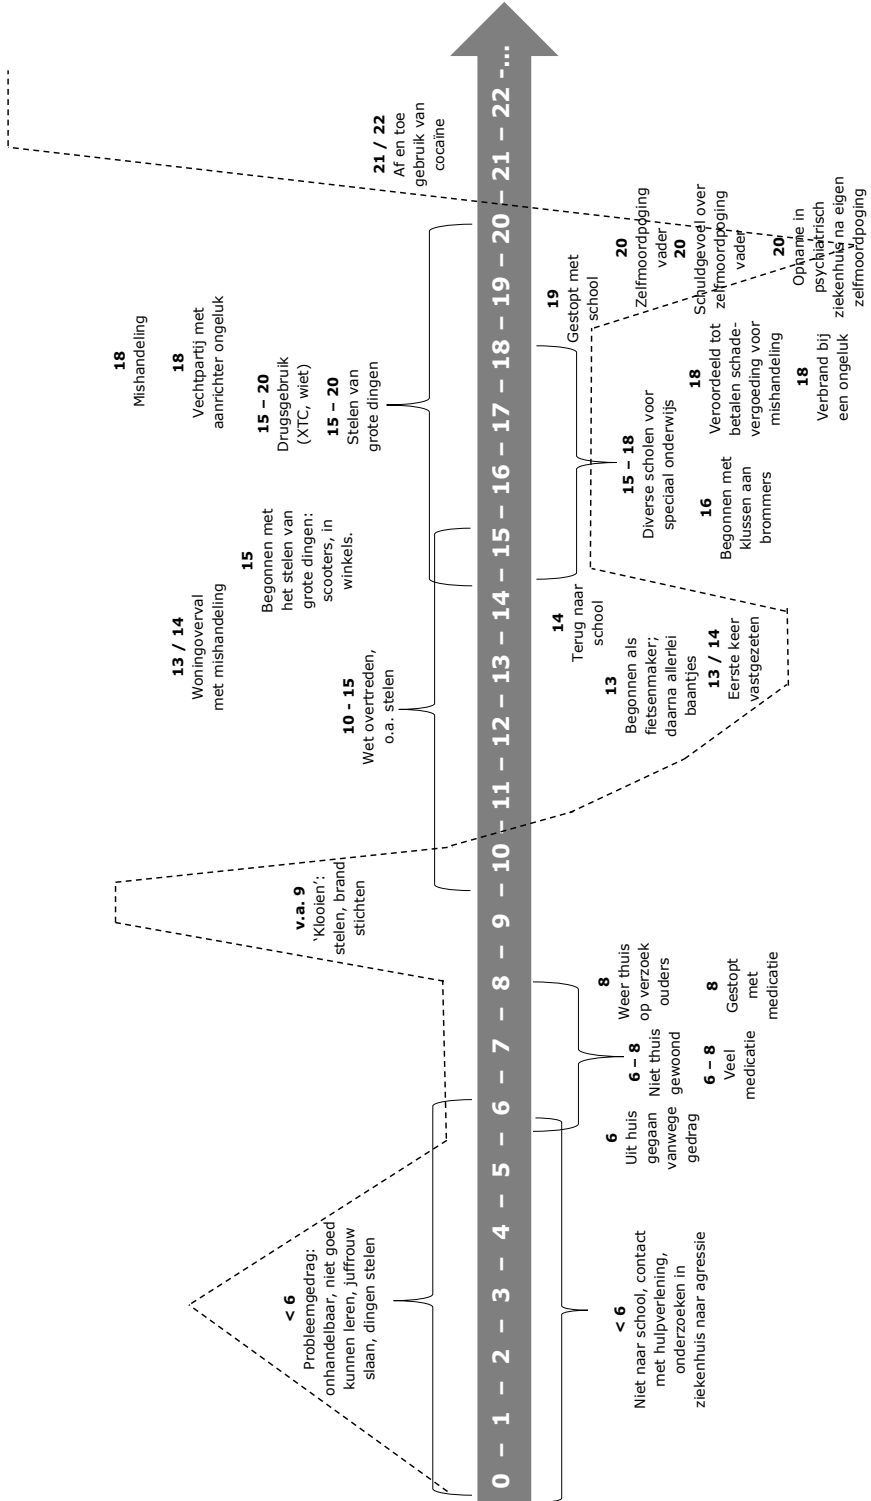 18
Mishandeling
18
Vechtpartij met
aanrichter ongeluk
13 / 14
Woningoverval
met mishandeling
15
Begonnen met
het stelen van
grote dingen:
scooters, in
winkels.
15 – 20
Drugsgebruik
(XTC, wiet)
15 – 20
Stelen van
grote dingen
21 / 22
Af en toe
gebruik van
cocaïne
< 6
Probleemgedrag:
onhandelbaar, niet goed
kunnen leren, juffrouw
slaan, dingen stelen
v.a. 9
‘Klooien’:
stelen, brand
stichten
10 - 15
Wet overtreden,
o.a. stelen
0 – 1 – 2 – 3 – 4 – 5 – 6 – 7 – 8 – 9 – 10 – 11 – 12 – 13 – 14 – 15 – 16 – 17 – 18 – 19 – 20 – 21 – 22 -...
< 6
Niet naar school, contact
met hulpverlening,
onderzoeken in
ziekenhuis naar agressie
6
Uit huis
gegaan
vanwege
gedrag
6 – 8
Niet thuis
gewoond
6 – 8
Veel
medicatie
8
Weer thuis
op verzoek
ouders
8
Gestopt
met
medicatie
14
Terug naar
school
13
Begonnen als
fietsenmaker;
daarna allerlei
baantjes
13 / 14
Eerste keer
vastgezeten
15 – 18
Diverse scholen voor
speciaal onderwijs
16
Begonnen met
klussen aan
brommers
19
Gestopt met
school
18
Veroordeeld tot
betalen schade-
vergoeding voor
mishandeling
18
Verbrand bij
een ongeluk
20
Zelfmoordpoging
vader
20
Schuldgevoel over
zelfmoordpoging
vader
20
Opname in
psychiatrisch
ziekenhuis na eigen
zelfmoordpoging